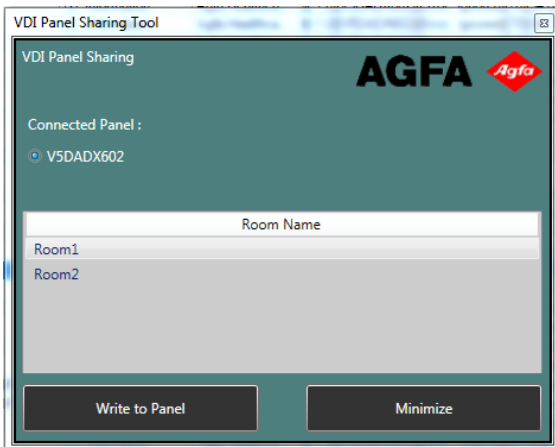 VDI Panel Sharing Tool
VDI Panel Sharing
AGFA Agfa
Connected Panel :
V5DADX602
Room Name
Room1
Room2
Write to Panel
Minimize